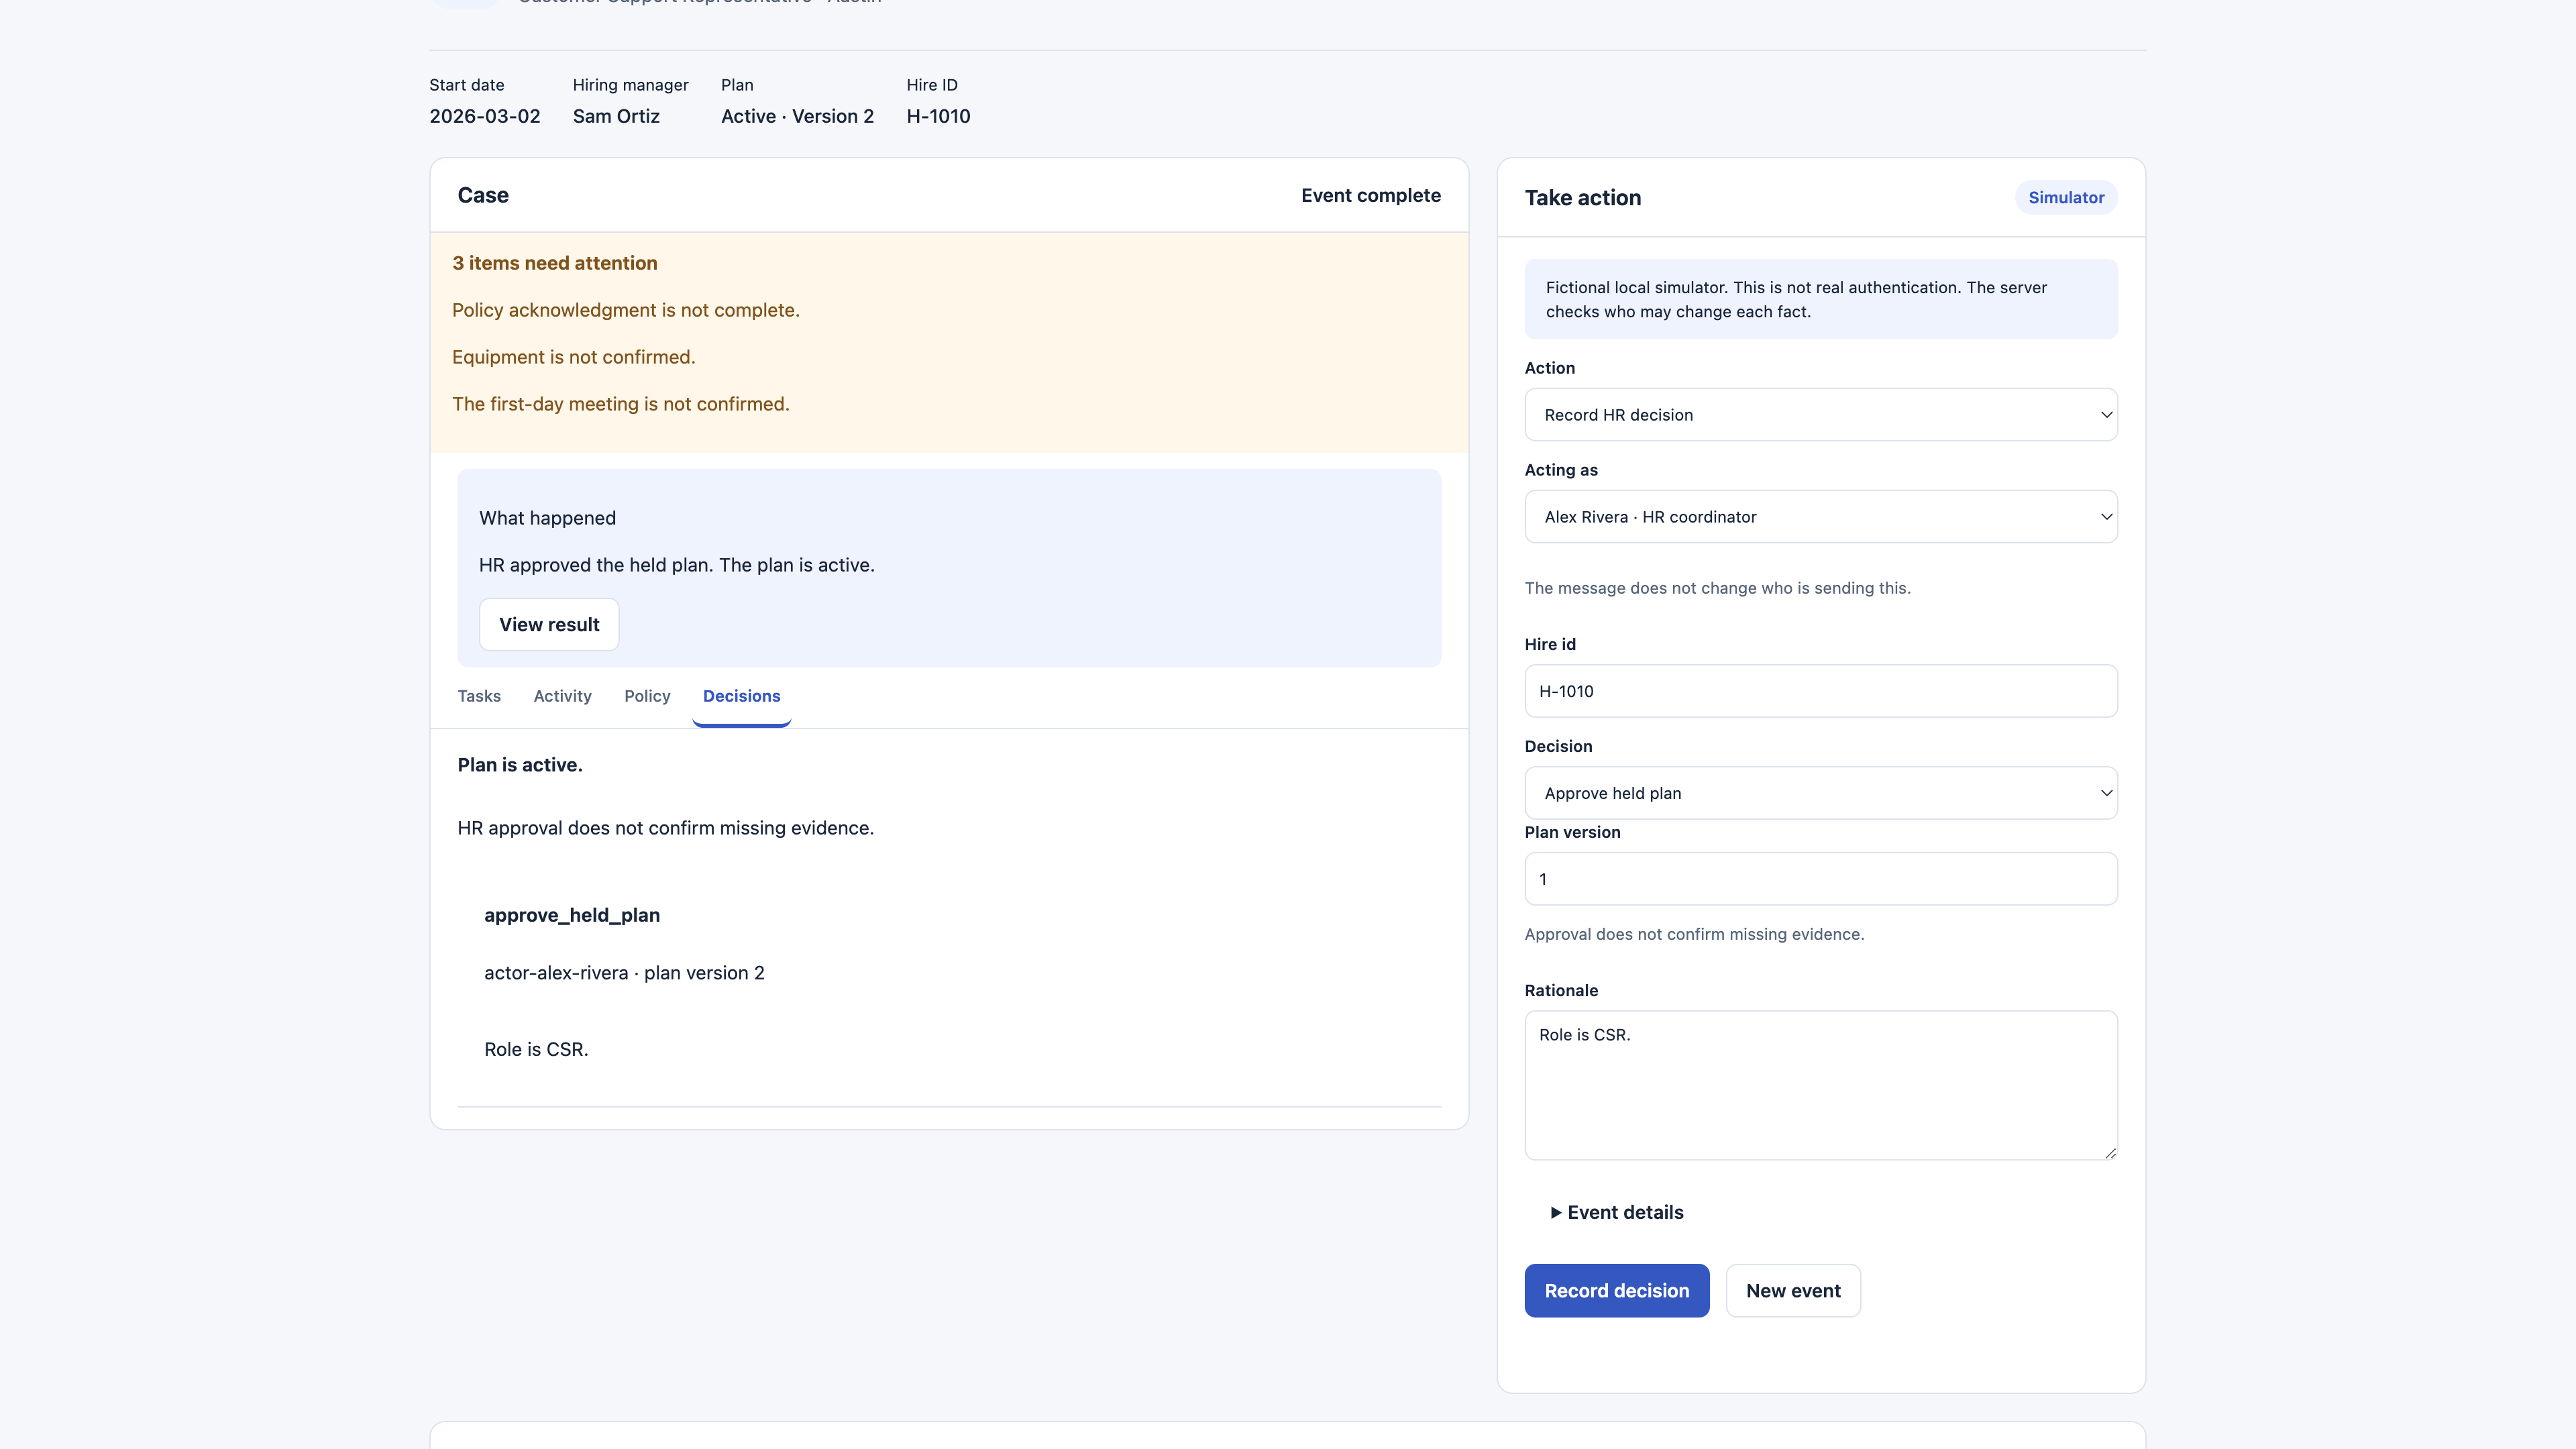 Customer Support Representative · Austin
Start date
2026-03-02
Hiring manager
Sam Ortiz
Plan
Active · Version 2
Hire ID
H-1010
Case
Event complete
3 items need attention
Policy acknowledgment is not complete.
Equipment is not confirmed.
The first-day meeting is not confirmed.
What happened
HR approved the held plan. The plan is active.
View result
Tasks
Activity
Policy
Decisions
Plan is active.
HR approval does not confirm missing evidence.
approve_held_plan
actor-alex-rivera · plan version 2
Role is CSR.
Take action
Simulator
Fictional local simulator. This is not real authentication. The server
checks who may change each fact.
Action
Record HR decision
Acting as
Alex Rivera · HR coordinator
The message does not change who is sending this.
Hire id
H-1010
Decision
Approve held plan
Plan version
1
Approval does not confirm missing evidence.
Rationale
Role is CSR.
Event details
Record decision
New event